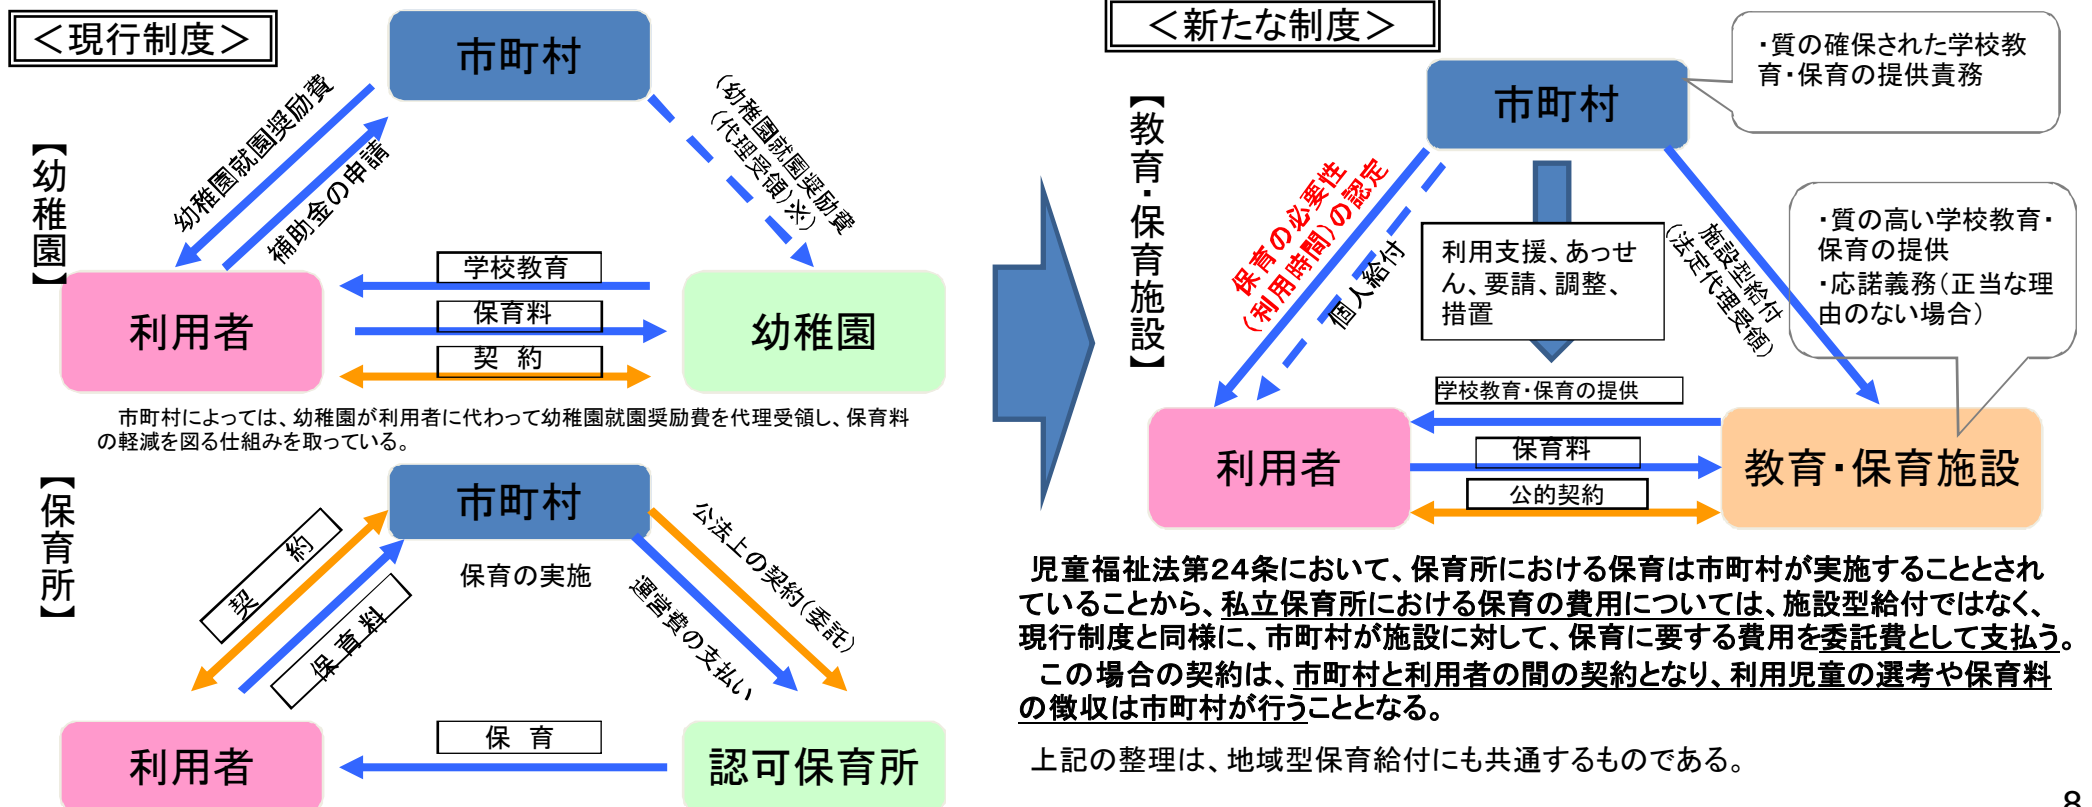 ＜現行制度＞
【幼稚園】
市町村
幼稚園就園奨励費
補助金の申請
（幼稚園就園奨励費
（代理受領）※）
利用者
学校教育
保育料
契 約
幼稚園
市町村によっては、幼稚園が利用者に代わって幼稚園就園奨励費を代理受領し、保育料
の軽減を図る仕組みを取っている。
【保育所】
市町村
契 約
保育料
保育の実施
公法上の契約（委託）
運営費の支払い
利用者
保 育
認可保育所
＜新たな制度＞
【教育・保育施設】
市町村
・質の確保された学校教
育・保育の提供責務
保育の必要性
（利用時間）の認定
個人給付
利用支援、あっせ
ん、要請、調整、
措置
施設型給付
（法定代理受領）
・質の高い学校教育・
保育の提供
・応諾義務（正当な理
由のない場合）
利用者
学校教育・保育の提供
保育料
公的契約
教育・保育施設
児童福祉法第24条において、保育所における保育は市町村が実施することとされ
ていることから、私立保育所における保育の費用については、施設型給付ではなく、
現行制度と同様に、市町村が施設に対して、保育に要する費用を委託費として支払う。
この場合の契約は、市町村と利用者の間の契約となり、利用児童の選考や保育料
の徴収は市町村が行うこととなる。
上記の整理は、地域型保育給付にも共通するものである。
8